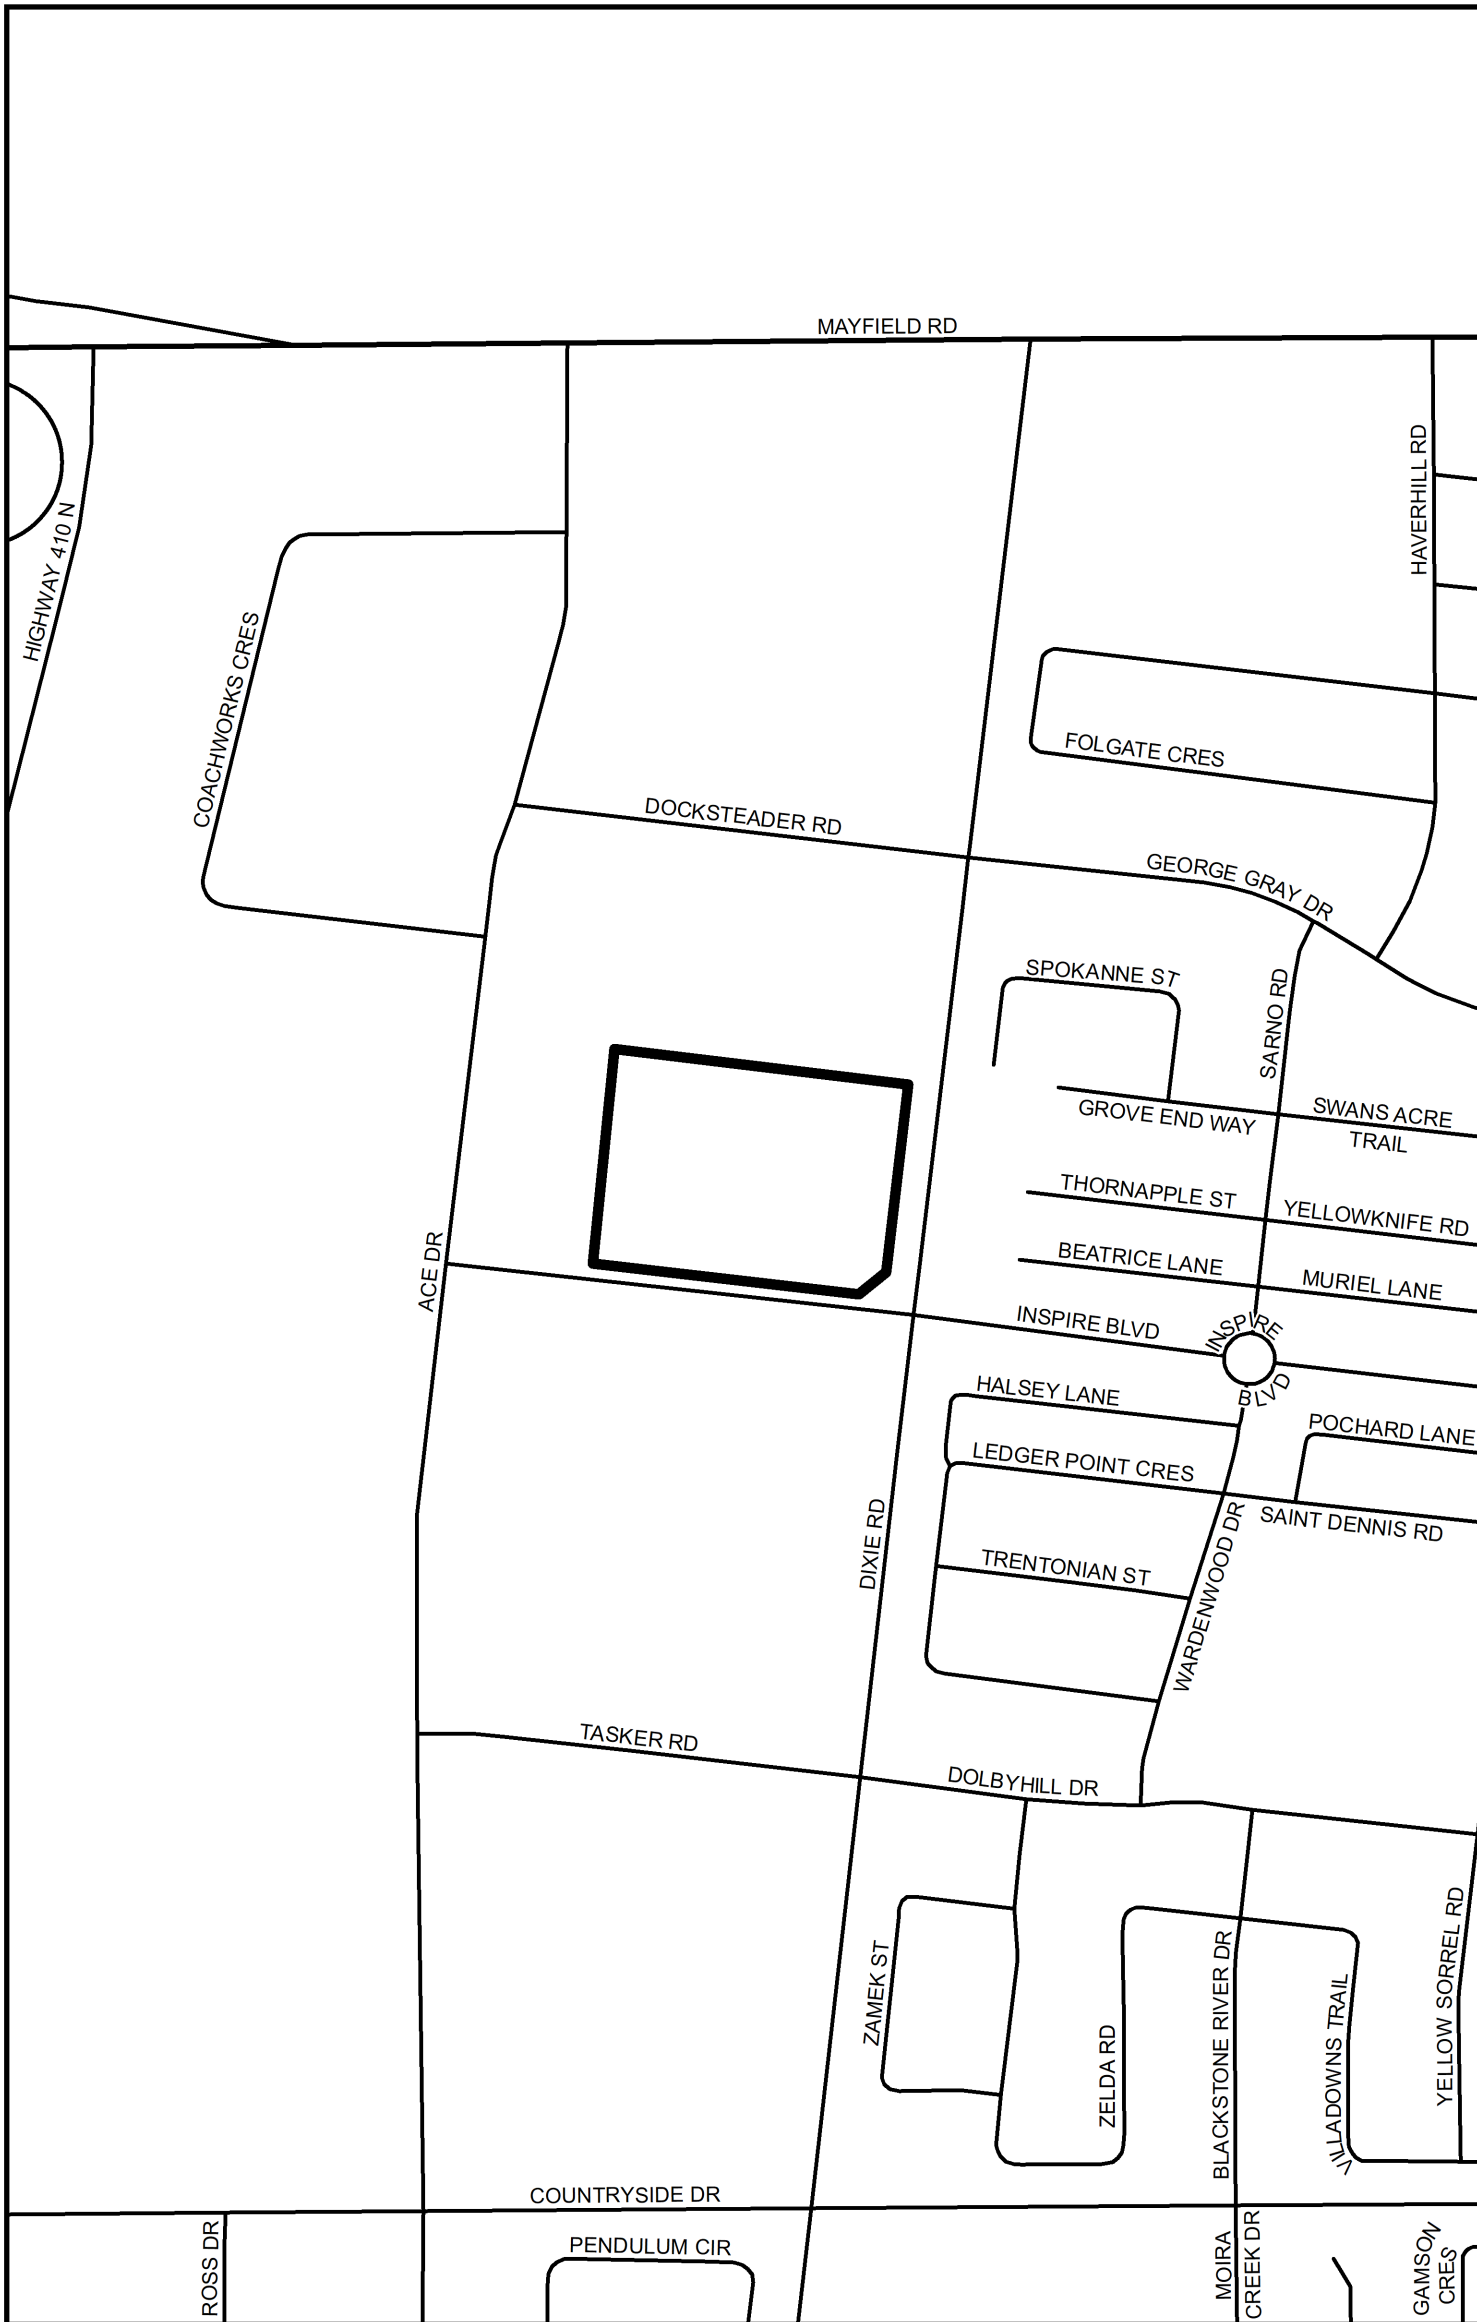 MAYFIELD RD
HAVERHILL RD
HIGHWAY 410 N
COACHWORKS CRES
FOLGATE CRES
DOCKSTEADER RD
GEORGE GRAY DR
SPOKANNE ST
SARNO RD
GROVE END WAY
SWANS ACRE
TRAIL
THORNAPPLE ST
YELLOWKNIFE RD
ACE DR
BEATRICE LANE
MURIEL LANE
INSPIRE BLVD
INSPIRE
BLVD
HALSEY LANE
POCHARD LANE
LEDGER POINT CRES
SAINT DENNIS RD
DIXIE RD
TRENTONIAN ST
WARDENWOOD DR
TASKER RD
DOLBYHILL DR
ZAMEK ST
ZELDA RD
BLACKSTONE RIVER DR
VILLADOWNS TRAIL
YELLOW SORREL RD
COUNTRYSIDE DR
ROSS DR
PENDULUM CIR
MOIRA
CREEK DR
GAMSON
CRES